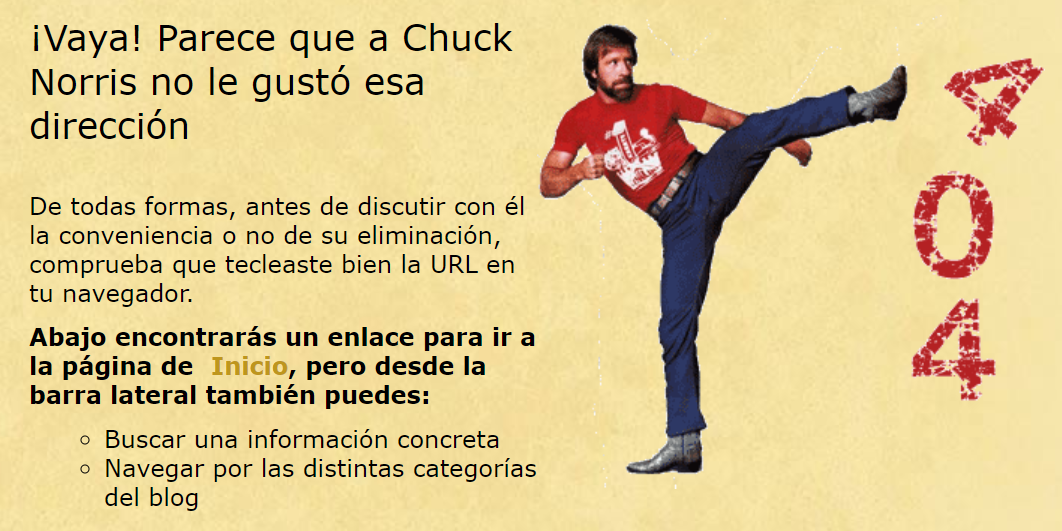 ¡Vaya! Parece que a Chuck
Norris no le gustó esa
dirección
De todas formas, antes de discutir con él
la conveniencia o no de su eliminación,
comprueba que tecleaste bien la URL en
tu navegador.
Abajo encontrarás un enlace para ir a
la página de Inicio, pero desde la
barra lateral también puedes:
Buscar una información concreta
Navegar por las distintas categorías
del blog
4
0
4